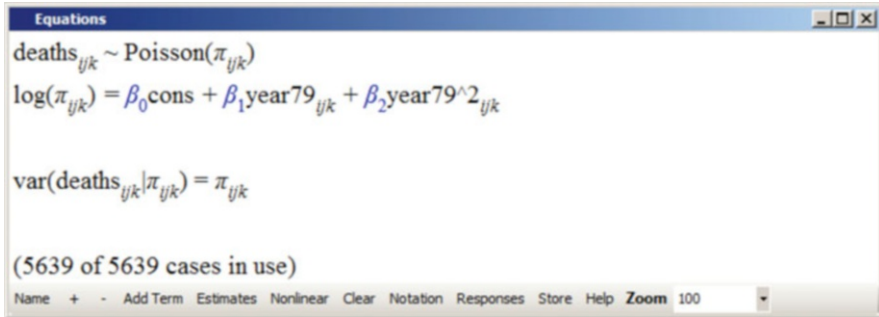 Equations
deaths_ijk ~ Poisson(π_ijk)
log(π_ijk) = β_0cons + β_1year79_ijk + β_2year79^2_ijk
var(deaths_ijk|π_ijk) = π_ijk
(5639 of 5639 cases in use)
Name + - Add Term Estimates Nonlinear Clear Notation Responses Store Help Zoom 100